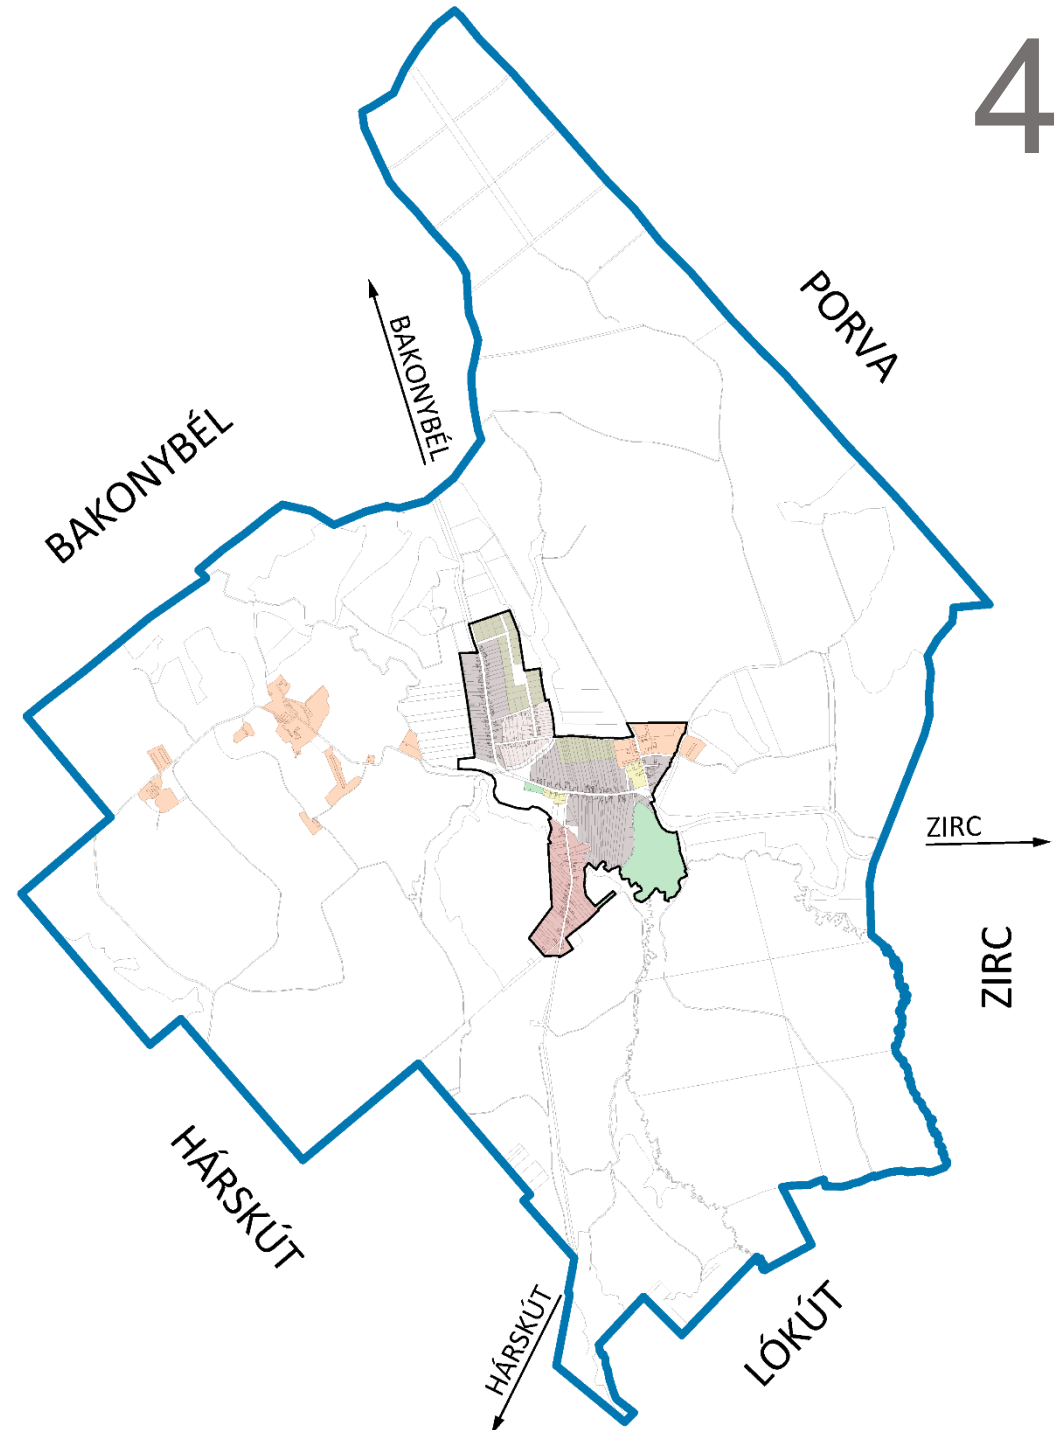 4
PORVA
BAKONYBÉL
BAKONYBÉL
ZIRC
ZIRC
HÁRSKÚT
HÁRSKÚT
LÓKÚT